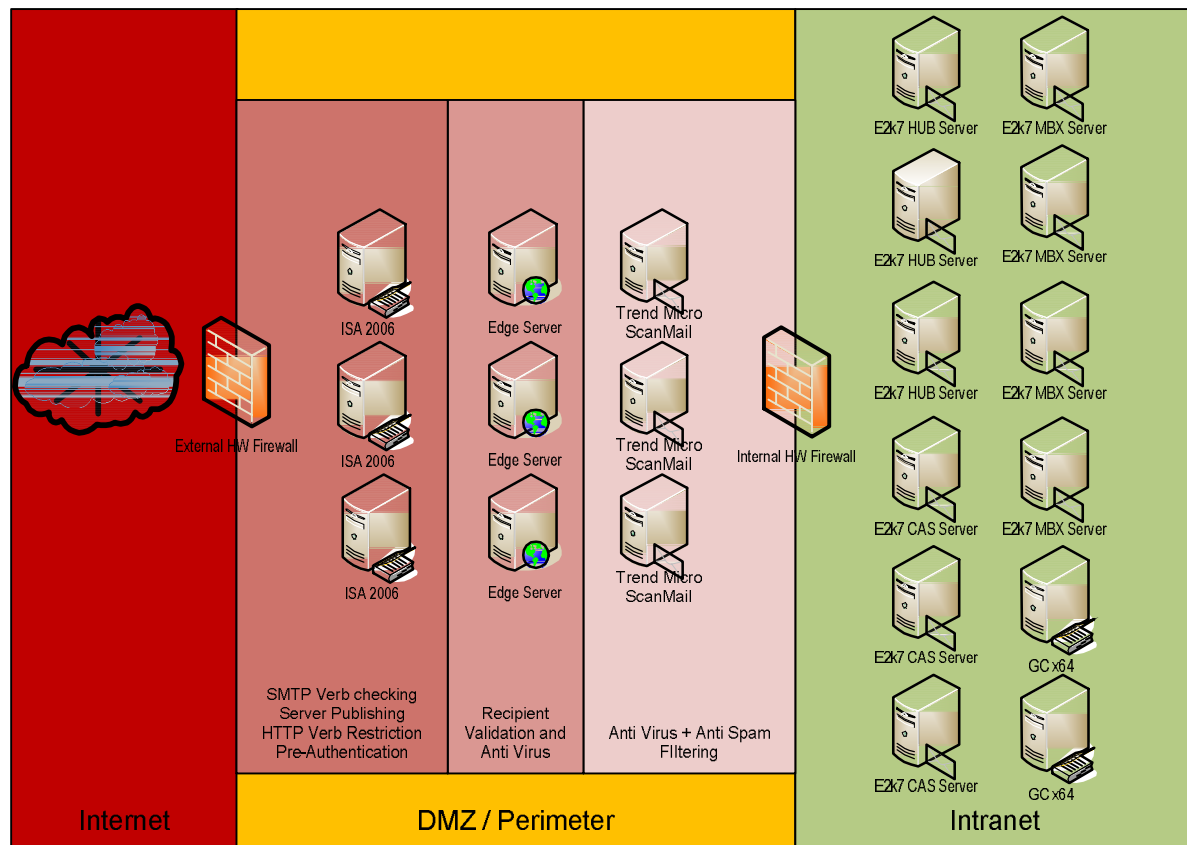 E2k7 HUB Server
E2k7 MBX Server
E2k7 HUB Server
E2k7 MBX Server
ISA 2006
Edge Server
Trend Micro
ScanMail
E2k7 HUB Server
E2k7 MBX Server
External HW Firewall
ISA 2006
Edge Server
Trend Micro
ScanMail
Internal HW Firewall
E2k7 CAS Server
E2k7 MBX Server
ISA 2006
Edge Server
Trend Micro
ScanMail
E2k7 CAS Server
GC x64
SMTP Verb checking
Server Publishing
HTTP Verb Restriction
Pre-Authentication
Recipient
Validation and
Anti Virus
Anti Virus + Anti Spam
FIltering
E2k7 CAS Server
GC x64
Internet
DMZ / Perimeter
Intranet